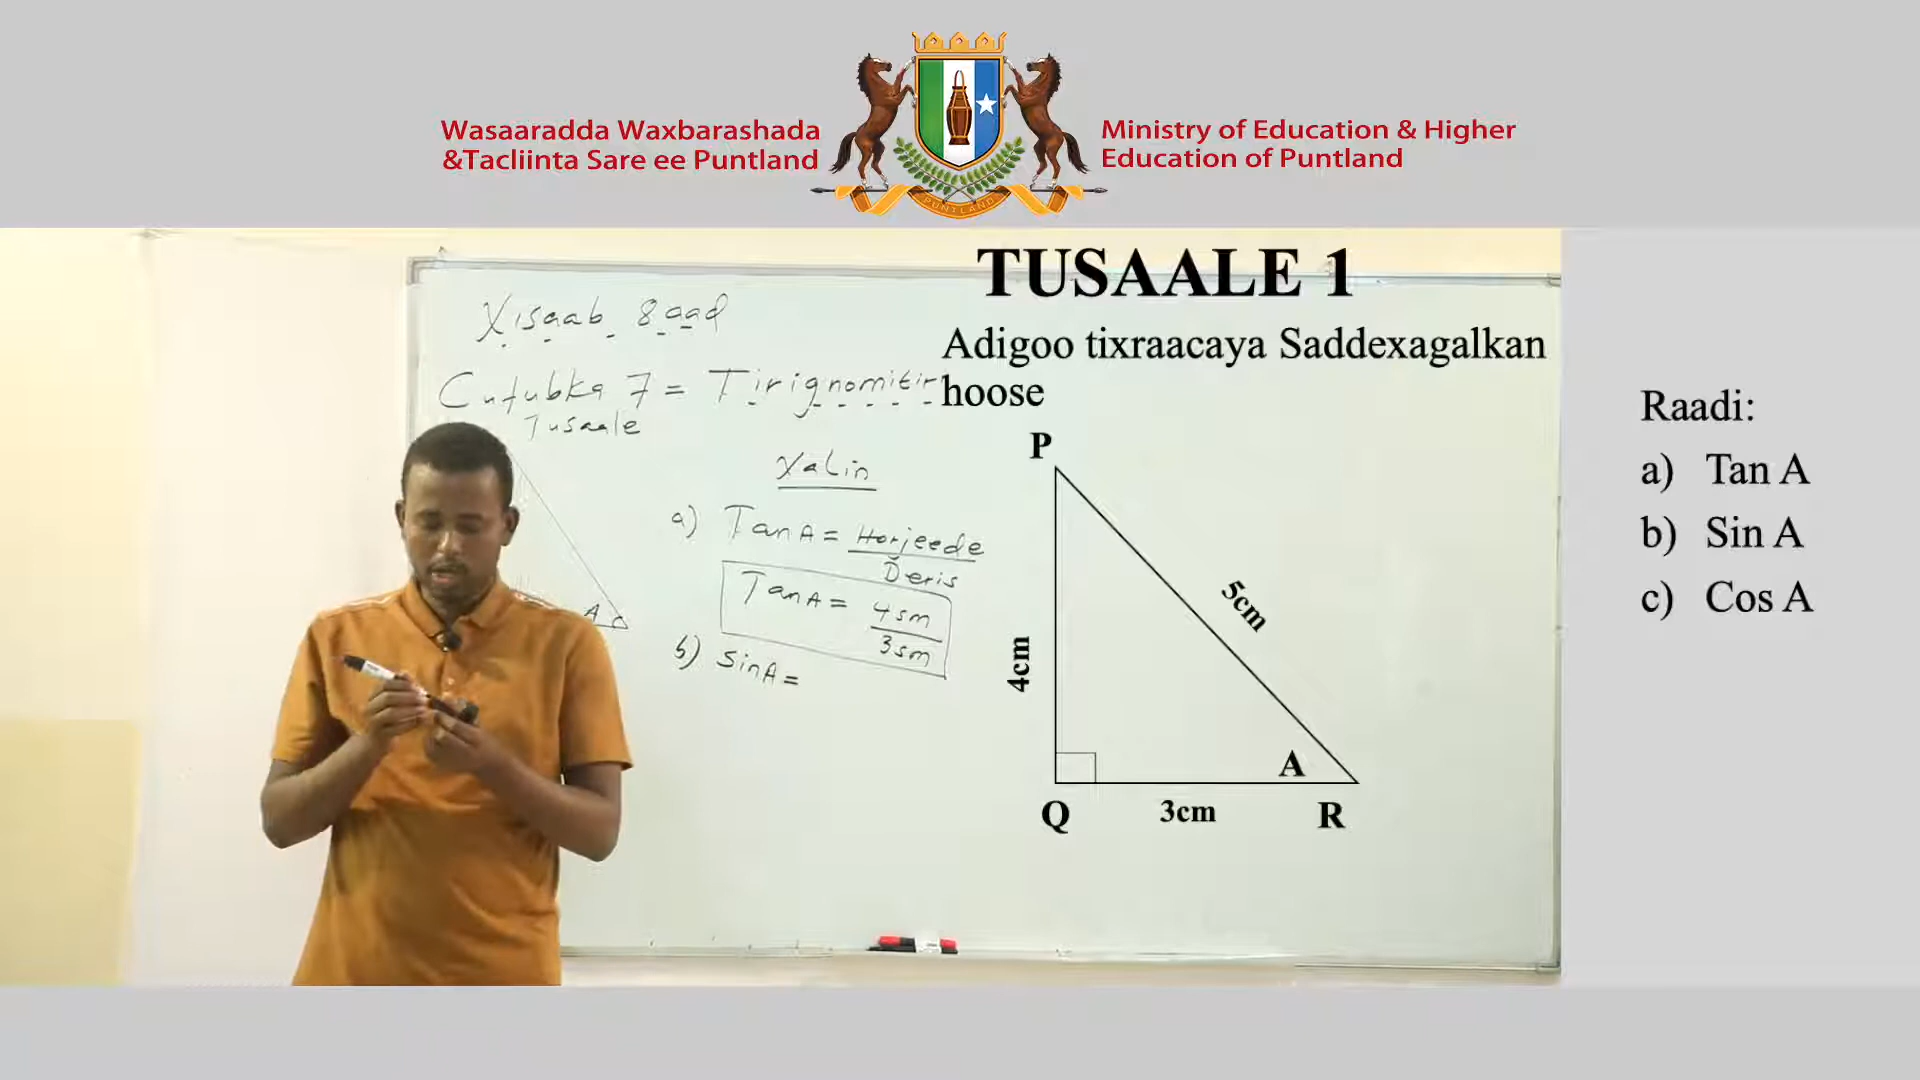 Wasaaradda Waxbarashada
&Tacliinta Sare ee Puntland
Ministry of Education & Higher
Education of Puntland
PUNTLAND
TUSAALE 1
Adigoo tixraacaya Saddexagalkan
hoose
P
5cm
4cm
A
Q
3cm
R
Raadi:
a) Tan A
b) Sin A
c) Cos A
Xisaab 8aad
Cutubka 7 = Tirignomitir
Tusaale
Xalin
a) TanA = Horjeede
Deris
TanA = 4sm
3sm
b) SinA =
A